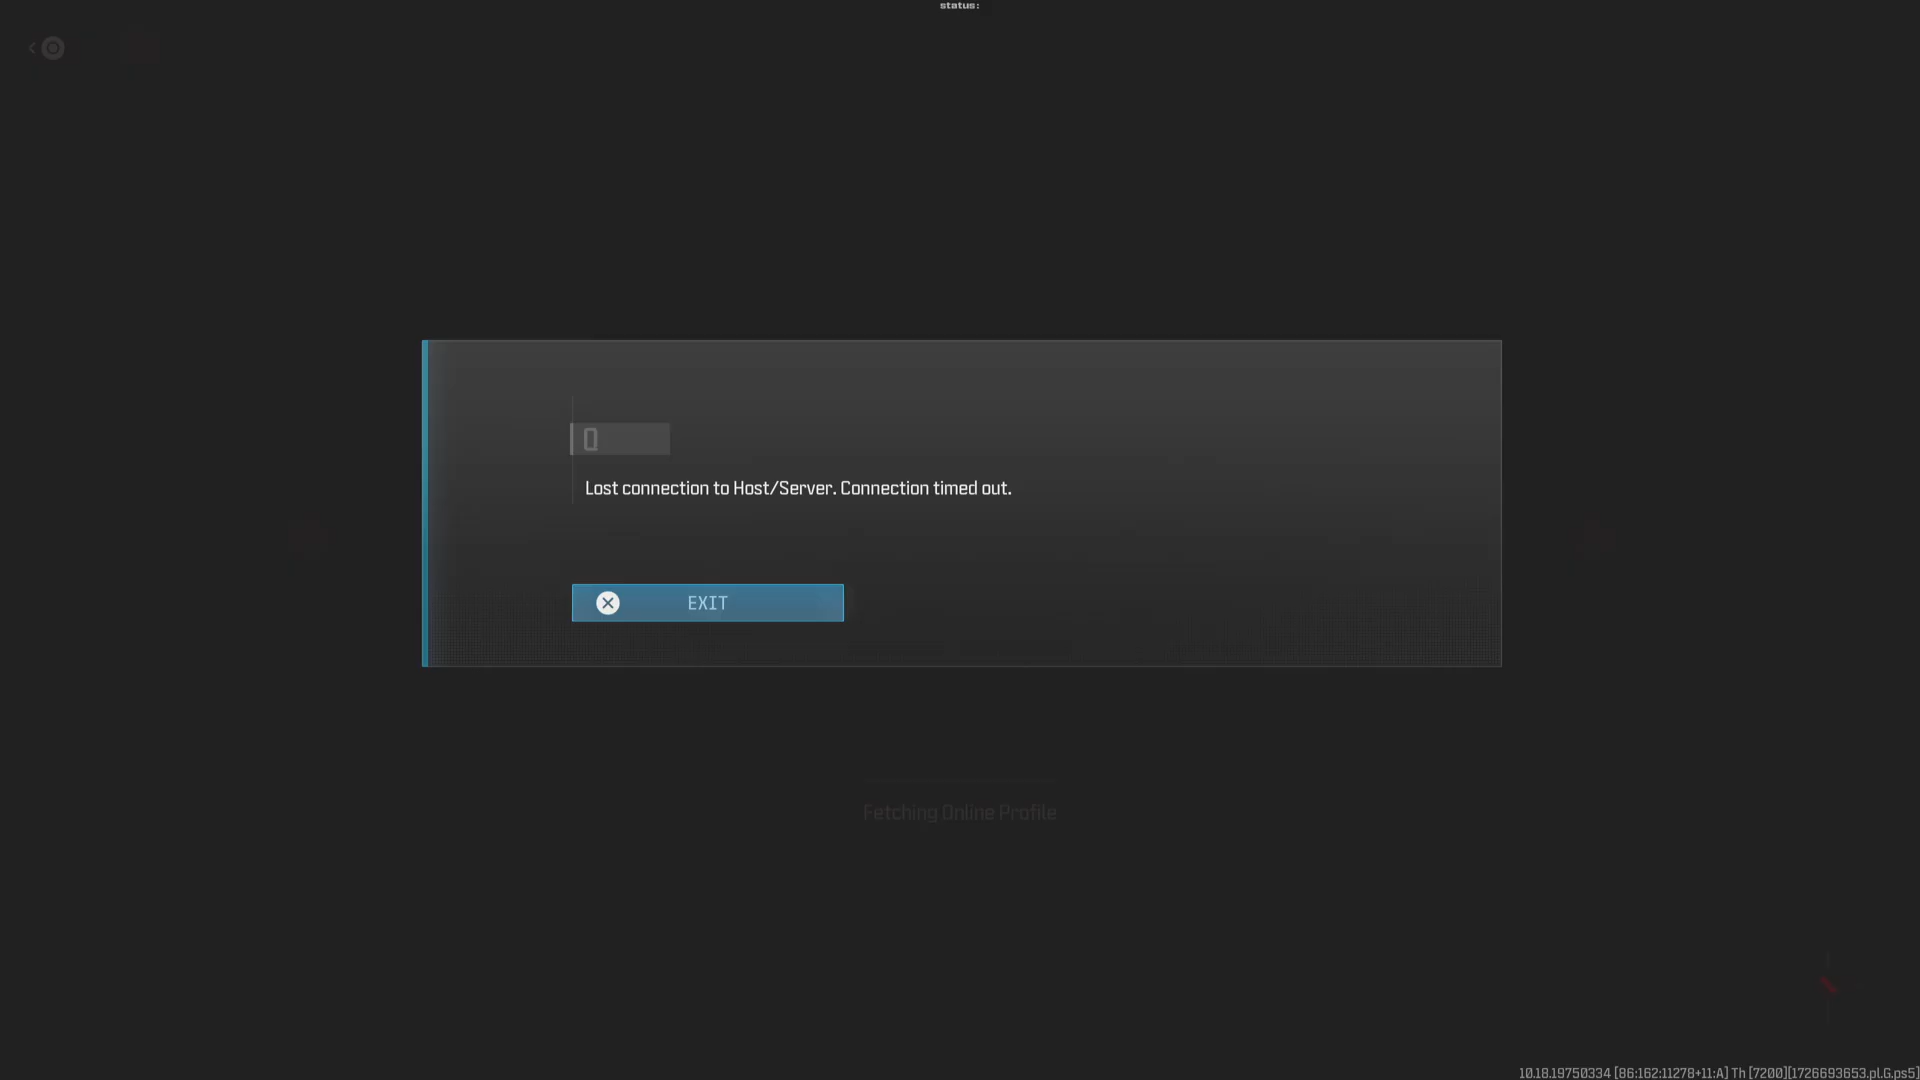 status:
Lost connection to Host/Server. Connection timed out.
EXIT
Fetching Online Profile
10.18.19750334 [86:162:11278+11:A] Th [7200][1726693653.pl.G.ps5]